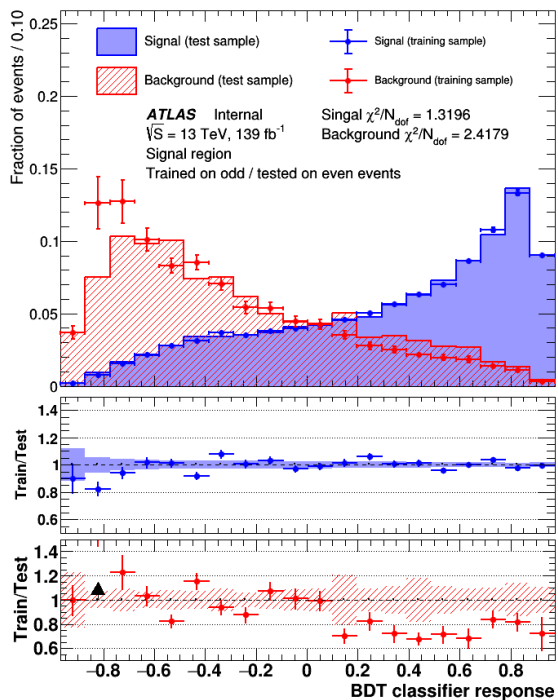 Fraction of events / 0.10
0.25
0.2
0.15
0.1
0.05
0
Signal (test sample)
Signal (training sample)
Background (test sample)
Background (training sample)
ATLAS Internal
√S = 13 TeV, 139 fb⁻¹
Signal region
Trained on odd / tested on even events
Singal χ²/N_dof = 1.3196
Background χ²/N_dof = 2.4179
Train/Test
1.4
1.2
1
0.8
0.6
Train/Test
1.4
1.2
1
0.8
0.6
−0.8 −0.6 −0.4 −0.2 0 0.2 0.4 0.6 0.8
BDT classifier response